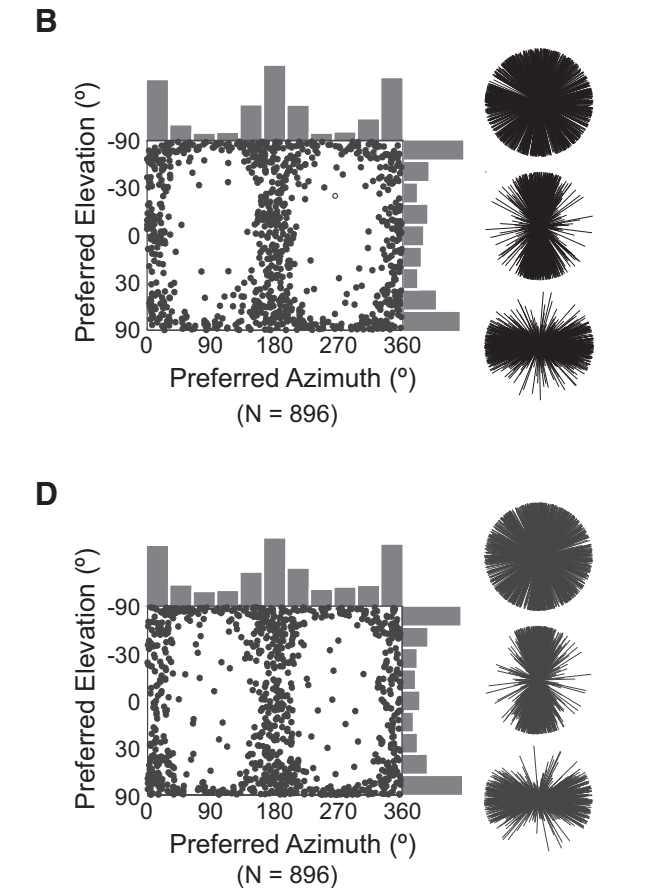 B
Preferred Elevation (º)
-90
-30
0
30
90
0 90 180 270 360
Preferred Azimuth (º)
(N = 896)
D
Preferred Elevation (º)
-90
-30
0
30
90
0 90 180 270 360
Preferred Azimuth (º)
(N = 896)